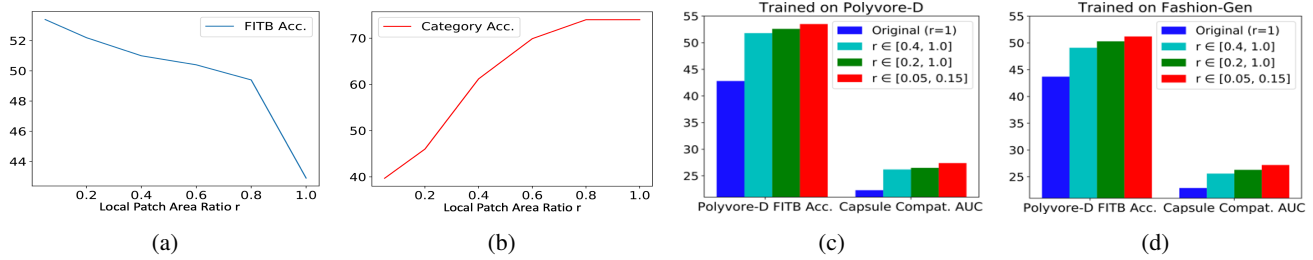 FITB Acc.
52
50
48
46
44
0.2 0.4 0.6 0.8 1.0
Local Patch Area Ratio r
(a)
Category Acc.
70
60
50
40
0.2 0.4 0.6 0.8 1.0
Local Patch Area Ratio r
(b)
Trained on Polyvore-D
55
50
45
40
35
30
25
Original (r=1)
r ∈ [0.4, 1.0]
r ∈ [0.2, 1.0]
r ∈ [0.05, 0.15]
Polyvore-D FITB Acc. Capsule Compat. AUC
(c)
Trained on Fashion-Gen
55
50
45
40
35
30
25
Original (r=1)
r ∈ [0.4, 1.0]
r ∈ [0.2, 1.0]
r ∈ [0.05, 0.15]
Polyvore-D FITB Acc. Capsule Compat. AUC
(d)